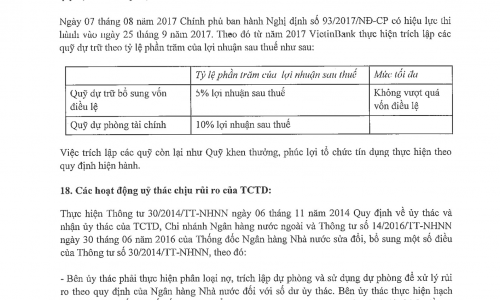 Ngày 07 tháng 08 năm 2017 Chính phủ ban hành Nghị định số 93/2017/NĐ-CP có hiệu lực thi
hành vào ngày 25 tháng 9 năm 2017. Theo đó từ năm 2017 VietinBank thực hiện trích lập các
quỹ dự trữ theo tỷ lệ phần trăm của lợi nhuận sau thuế như sau:
Tỷ lệ phần trăm của lợi nhuận sau thuế Mức tối đa
Quỹ dự trữ bổ sung vốn 5% lợi nhuận sau thuế Không vượt quá
điều lệ vốn điều lệ
Quỹ dự phòng tài chính 10% lợi nhuận sau thuế
Việc trích lập các quỹ còn lại như Quỹ khen thưởng, phúc lợi tổ chức tín dụng thực hiện theo
quy định hiện hành.
18. Các hoạt động uỷ thác chịu rủi ro của TCTD:
Thực hiện Thông tư 30/2014/TT-NHNN ngày 06 tháng 11 năm 2014 Quy định về ủy thác và
nhận ủy thác của TCTD, Chi nhánh Ngân hàng nước ngoài và Thông tư số 14/2016/TT-NHNN
ngày 30 tháng 06 năm 2016 của Thống đốc Ngân hàng Nhà nước sửa đổi, bổ sung một số điều
của Thông tư số 30/2014/TT-NHNN, theo đó:
- Bên ủy thác phải thực hiện phân loại nợ, trích lập dự phòng và sử dụng dự phòng để xử lý rủi
ro theo quy định của Ngân hàng Nhà nước đối với số dư ủy thác. Bên ủy thác thực hiện hạch